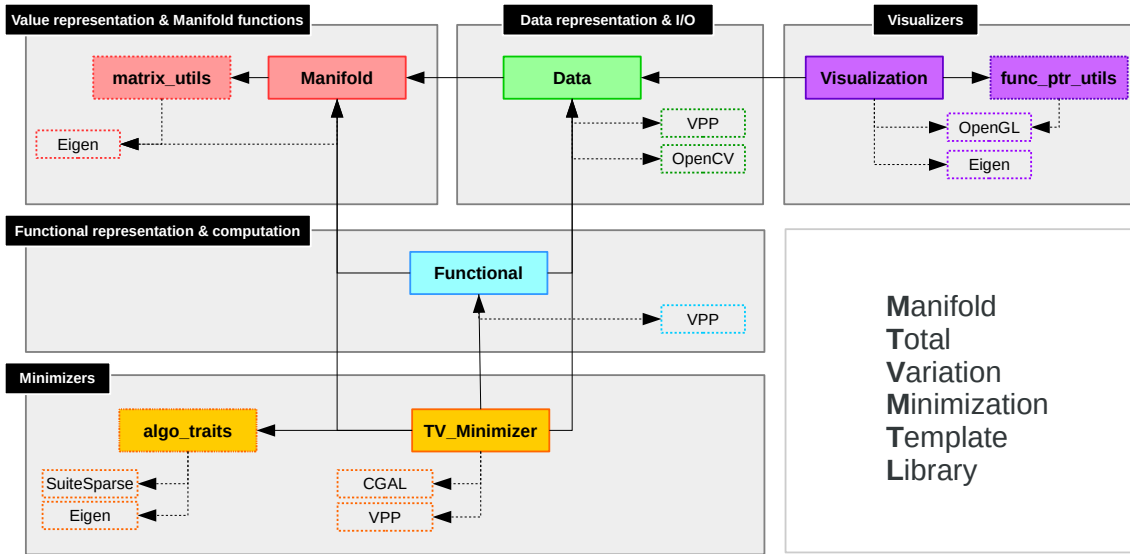 Value representation & Manifold functions
Data representation & I/O
Visualizers
matrix_utils
Manifold
Data
Visualization
func_ptr_utils
Eigen
VPP
OpenCV
OpenGL
Eigen
Functional representation & computation
Functional
VPP
Minimizers
algo_traits
TV_Minimizer
SuiteSparse
Eigen
CGAL
VPP
Manifold
Total
Variation
Minimization
Template
Library